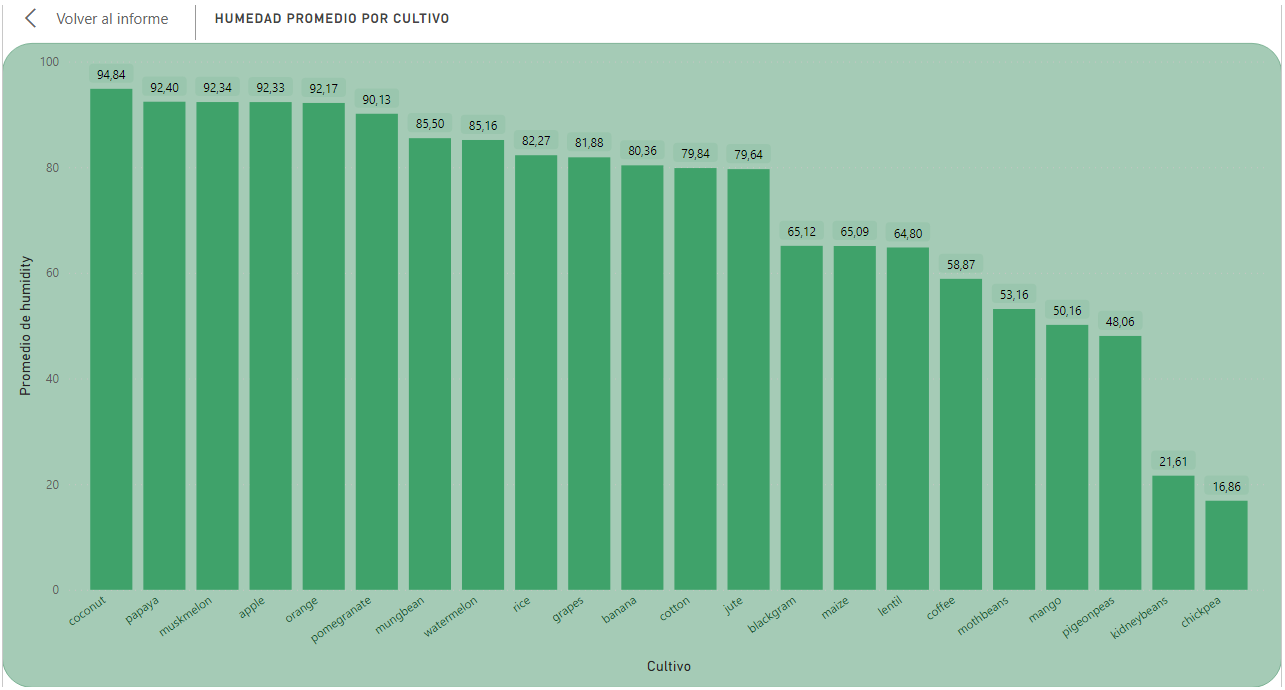 Volver al informe
HUMEDAD PROMEDIO POR CULTIVO
100
80
60
40
20
0
Promedio de humidity
94,84
92,40
92,34
92,33
92,17
90,13
85,50
85,16
82,27
81,88
80,36
79,84
79,64
65,12
65,09
64,80
58,87
53,16
50,16
48,06
21,61
16,86
coconut
papaya
muskmelon
apple
orange
pomegranate
mungbean
watermelon
rice
grapes
banana
cotton
jute
blackgram
maize
lentil
coffee
mothbeans
mango
pigeonpeas
kidneybeans
chickpea
Cultivo